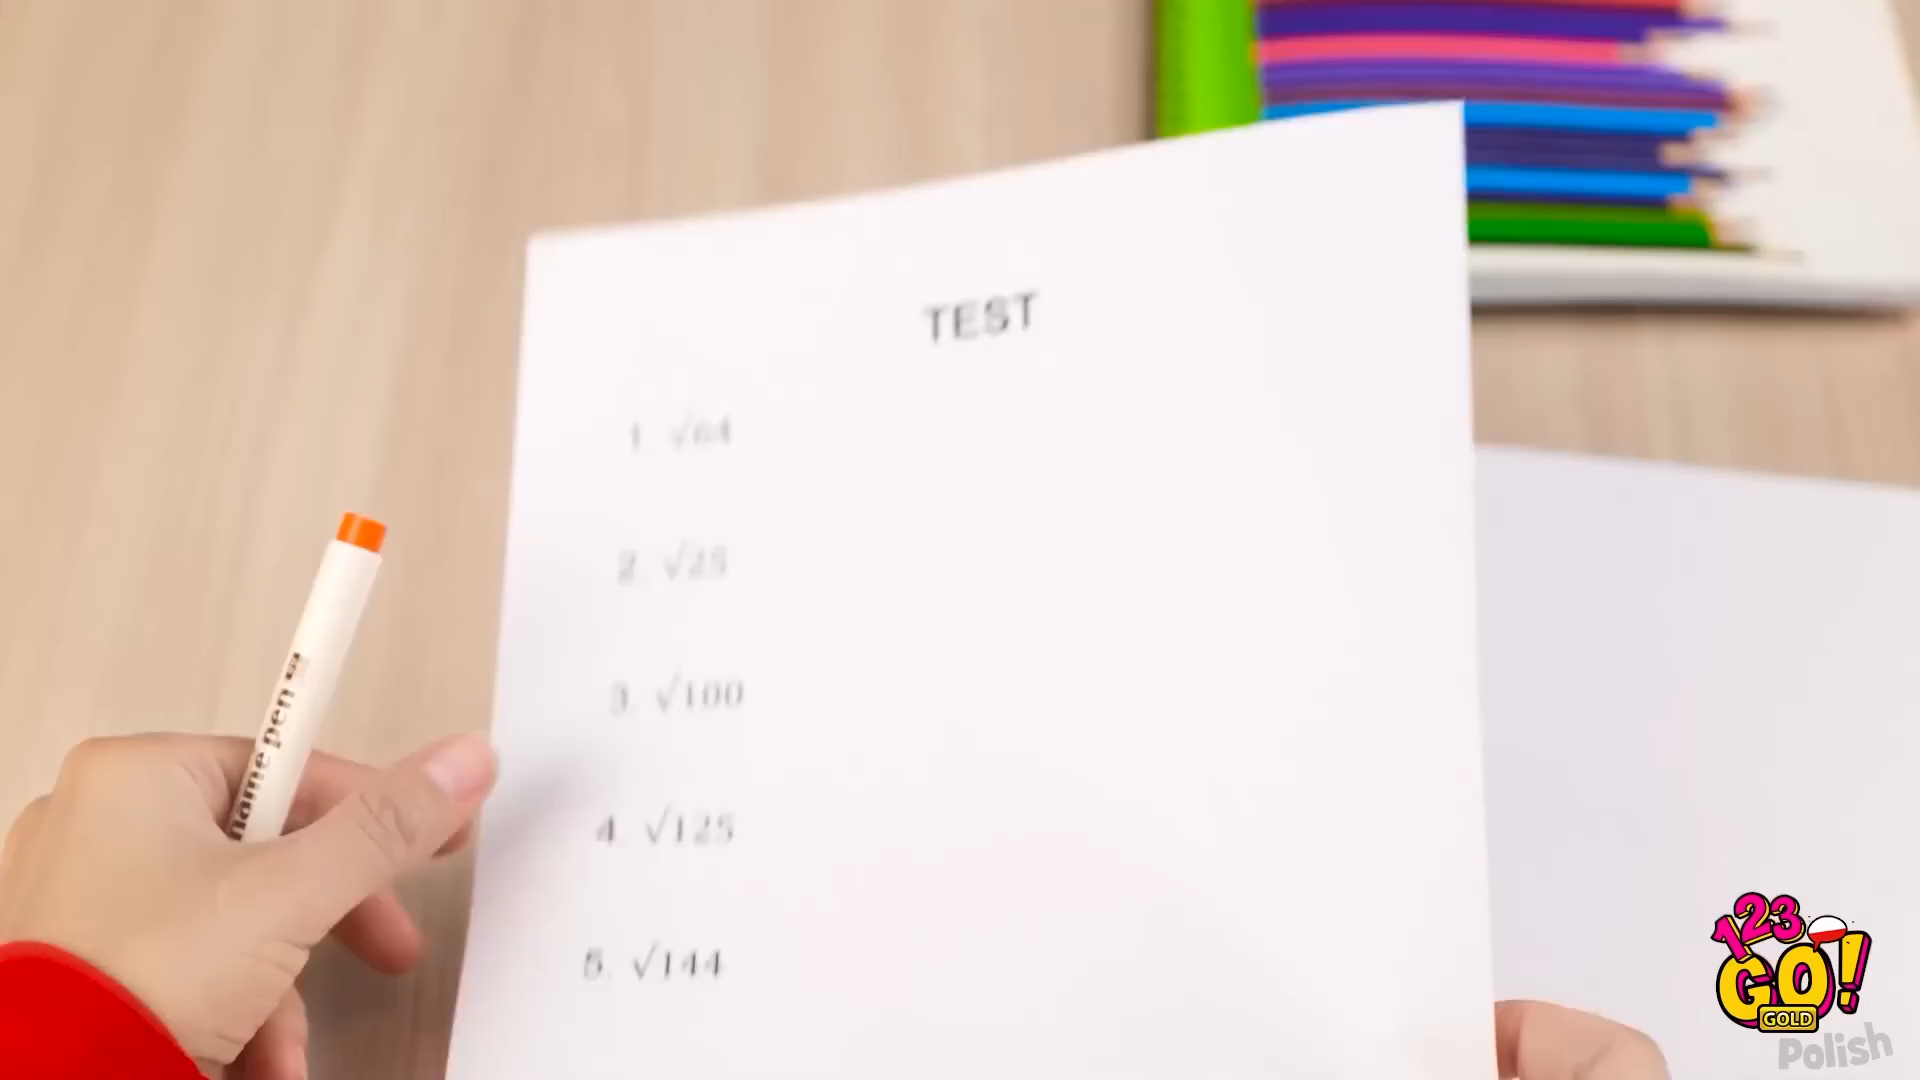 TEST
1. √64
2. √25
3. √100
4. √125
5. √144
name pen
123
GO!
GOLD
Polish